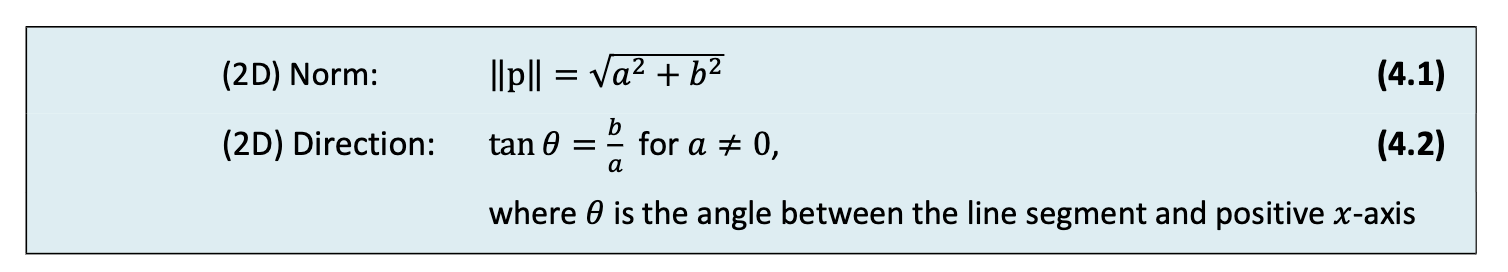 (2D) Norm: ‖p‖ = √a² + b² (4.1)
(2D) Direction: tan θ = b/a for a ≠ 0, (4.2)
where θ is the angle between the line segment and positive x-axis